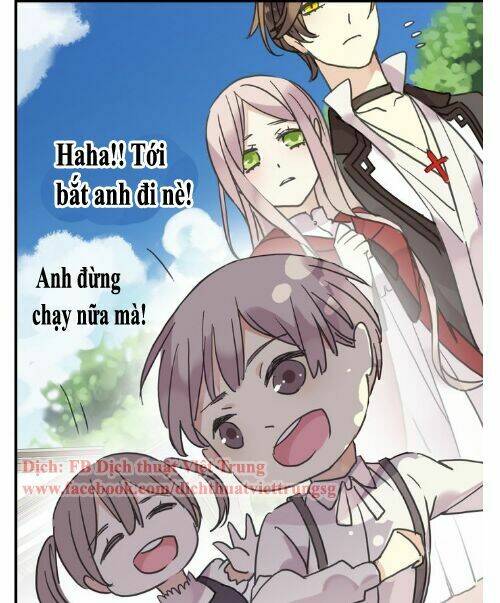 Haha!! Tới
bắt anh đi nè!
Anh đừng
chạy nữa mà!
Dịch: FB Dịch thuật Việt Trung
www.facebook.com/dichthuatviettrungsg